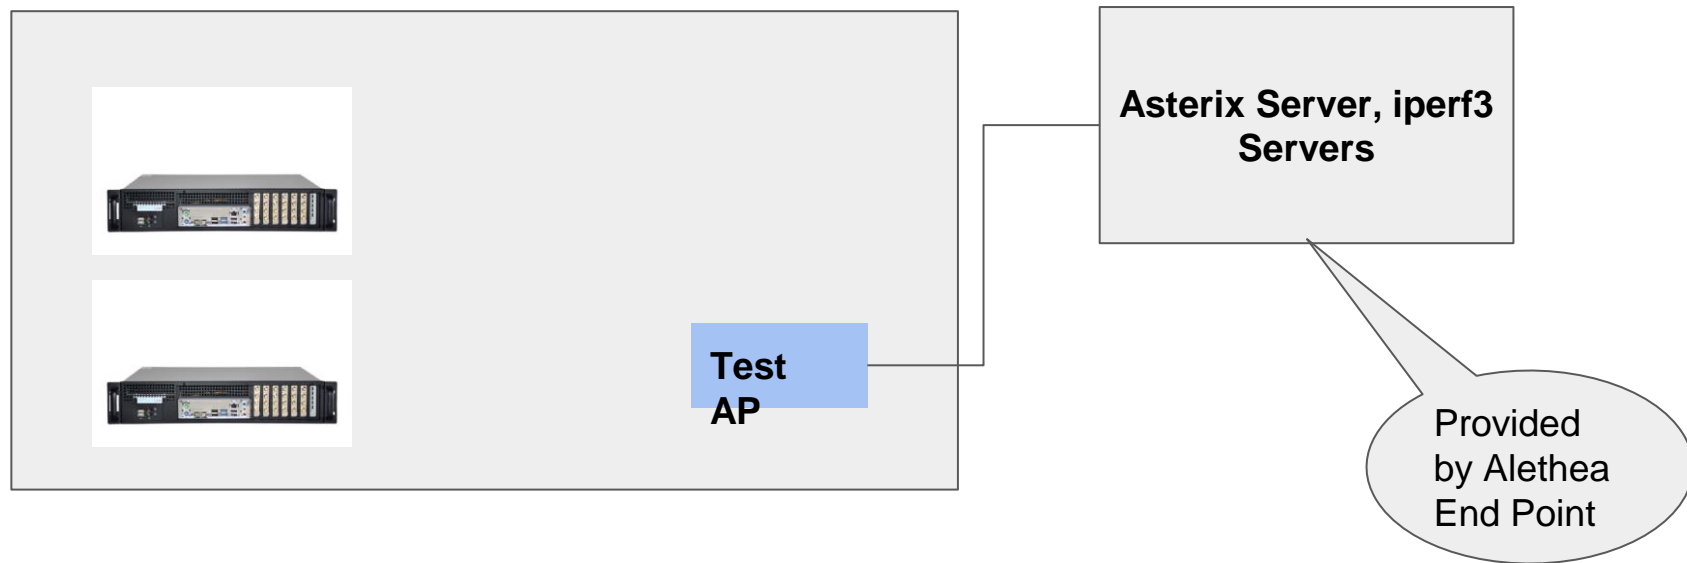 Asterix Server, iperf3
Servers
Test
AP
Provided
by Alethea
End Point